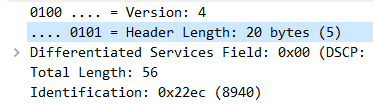 0100 .... = Version: 4
.... 0101 = Header Length: 20 bytes (5)
Differentiated Services Field: 0x00 (DSCP:
Total Length: 56
Identification: 0x22ec (8940)